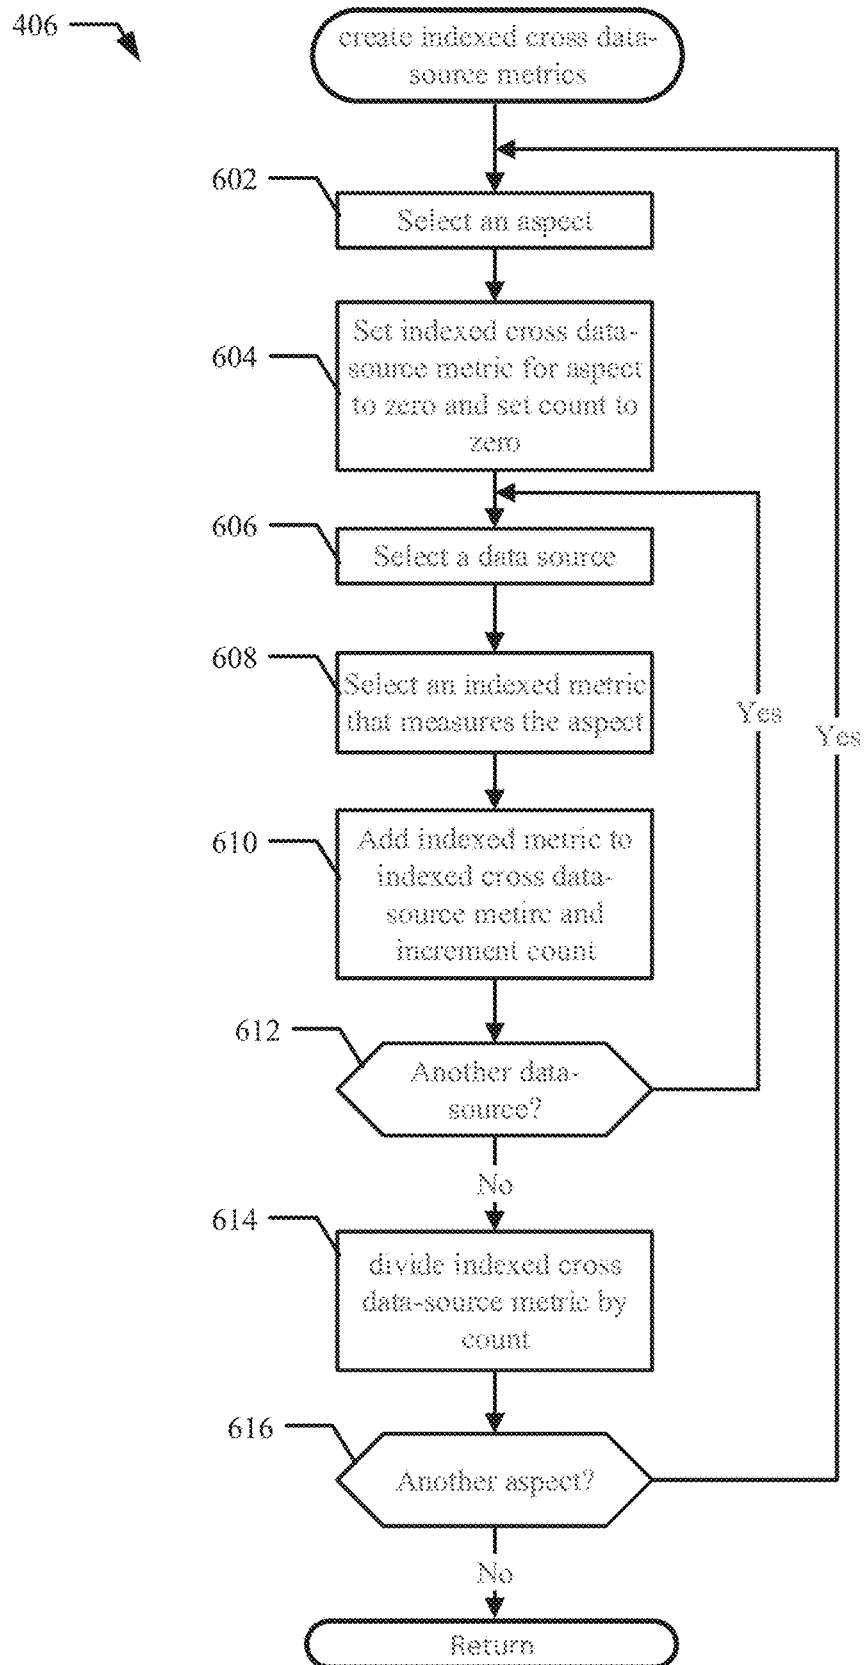 406
create indexed cross data-
source metrics
602
Select an aspect
604
Set indexed cross data-
source metric for aspect
to zero and set count to
zero
606
Select a data source
608
Select an indexed metric
that measures the aspect
Yes
Yes
610
Add indexed metric to
indexed cross data-
source metirc and
increment count
612
Another data-
source?
No
614
divide indexed cross
data-source metric by
count
616
Another aspect?
No
Return